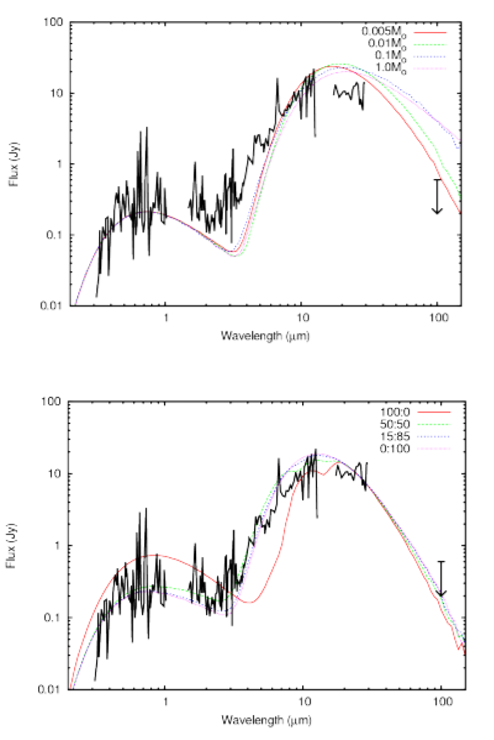 100
0.005M⊙
0.01M⊙
0.1M⊙
1.0M⊙
10
1
0.1
0.01
Flux (Jy)
1 10 100
Wavelength (μm)
100
100:0
50:50
15:85
0:100
10
1
0.1
0.01
Flux (Jy)
1 10 100
Wavelength (μm)